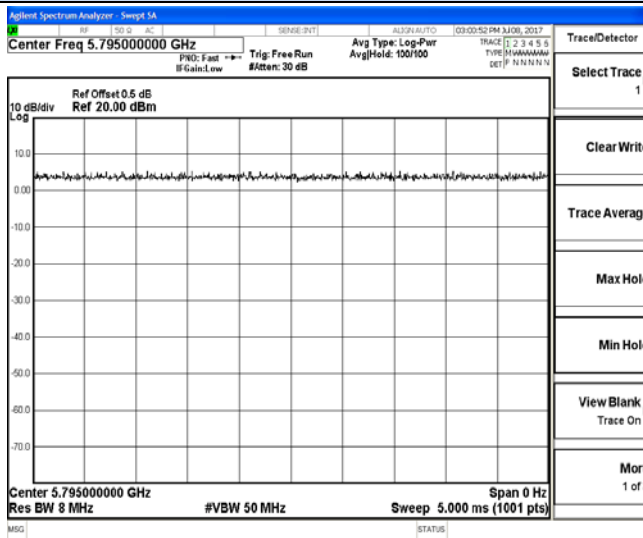 Agilent Spectrum Analyzer - Swept SA
RF 50 Ω AC SENSE:INT ALIGN AUTO 03:00:52 PM JUL 08, 2017
Center Freq 5.795000000 GHz
PNO: Fast
IFGain:Low
Trig: Free Run
#Atten: 30 dB
Avg Type: Log-Pwr
Avg|Hold: 100/100
TRACE 1 2 3 4 5 6
TYPE M WWWWW
DET P N N N N N
Ref Offset 0.5 dB
10 dB/div Ref 20.00 dBm
Log
10.0
0.00
-10.0
-20.0
-30.0
-40.0
-50.0
-60.0
-70.0
Center 5.795000000 GHz Span 0 Hz
Res BW 8 MHz #VBW 50 MHz Sweep 5.000 ms (1001 pts)
MSG STATUS
Trace/Detector
Select Trace
1
Clear Writ
Trace Averag
Max Hol
Min Hol
View Blank
Trace On
Mor
1 of